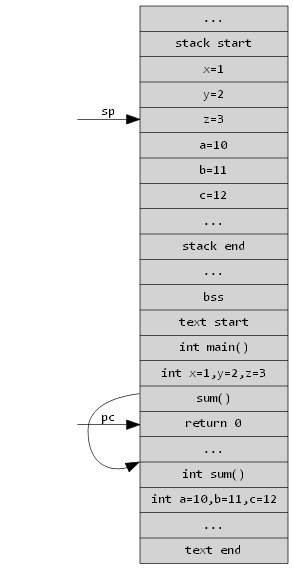 ...
stack start
x=1
y=2
sp
z=3
a=10
b=11
c=12
...
stack end
...
bss
text start
int main()
int x=1,y=2,z=3
sum()
pc
return 0
...
int sum()
int a=10,b=11,c=12
...
text end